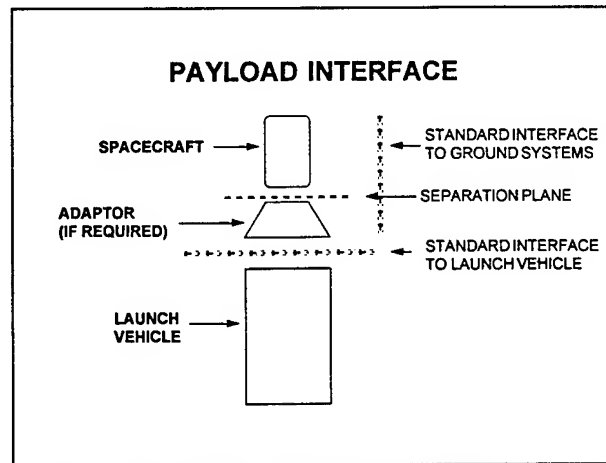 PAYLOAD INTERFACE
SPACECRAFT
STANDARD INTERFACE
TO GROUND SYSTEMS
SEPARATION PLANE
ADAPTOR
(IF REQUIRED)
STANDARD INTERFACE
TO LAUNCH VEHICLE
LAUNCH
VEHICLE